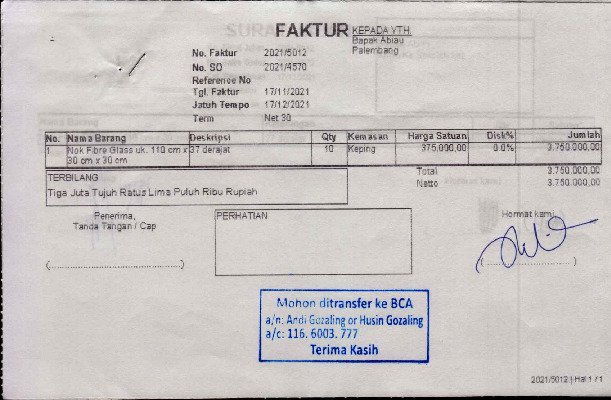 FAKTUR
KEPADA YTH.
Bapak Abiau
Palembang
No. Faktur 2021/5012
No. SO 2021/4570
Reference No
Tgl. Faktur 17/11/2021
Jatuh Tempo 17/12/2021
Term Net 30
No. Nama Barang Deskripsi Qty Kemasan Harga Satuan Disk% Jumlah
1 Nok Fibre Glass uk. 110 cm x 37 derajat 10 Keping 375.000,00 0.0% 3.750.000,00
30 cm x 30 cm
Total 3.750.000,00
Netto 3.750.000,00
TERBILANG
Tiga Juta Tujuh Ratus Lima Puluh Ribu Rupiah
Penerima,
Tanda Tangan / Cap
PERHATIAN
Hormat kami,
Mohon ditransfer ke BCA
a/n: Andi Gozaling or Husin Gozaling
a/c: 116. 6003. 777
Terima Kasih
2021/5012 | Hal 1 / 1